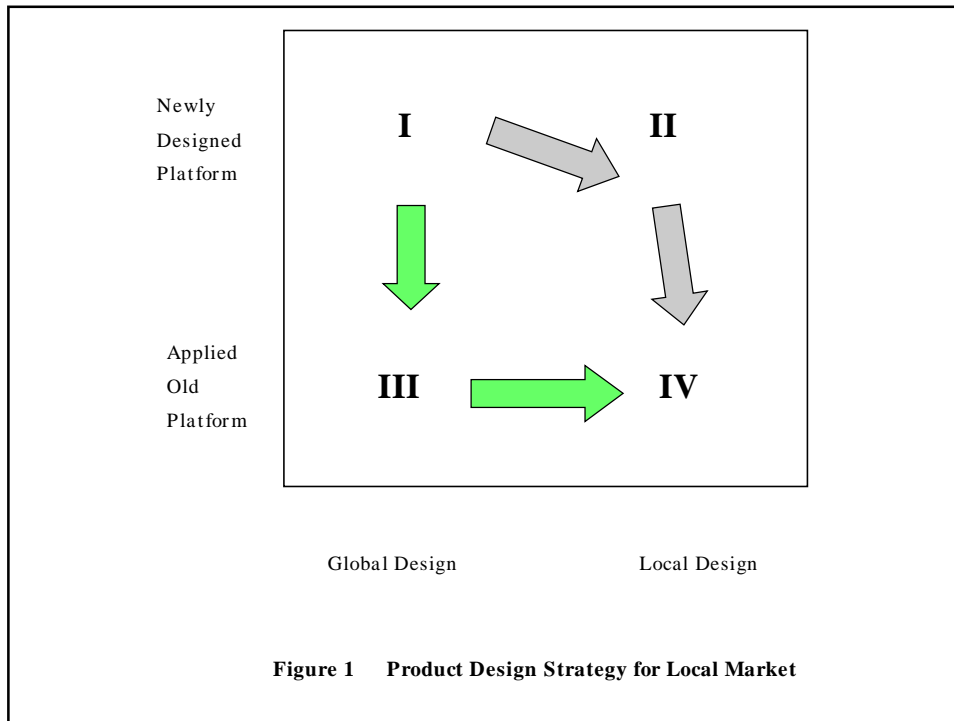 Newly
Designed
Platform
I
II
Applied
Old
Platform
III
IV
Global Design
Local Design
Figure 1 Product Design Strategy for Local Market